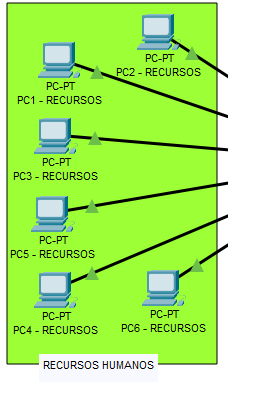 PC-PT
PC2 - RECURSOS
PC-PT
PC1 - RECURSOS
PC-PT
PC3 - RECURSOS
PC-PT
PC5 - RECURSOS
PC-PT
PC4 - RECURSOS
PC-PT
PC6 - RECURSOS
RECURSOS HUMANOS